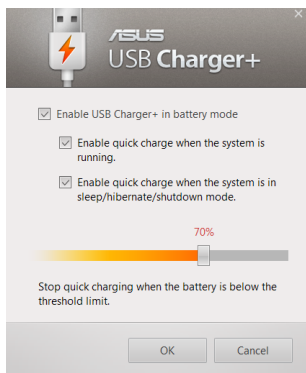 ASUS
USB Charger+
Enable USB Charger+ in battery mode
Enable quick charge when the system is
running.
Enable quick charge when the system is in
sleep/hibernate/shutdown mode.
70%
Stop quick charging when the battery is below the
threshold limit.
OK Cancel